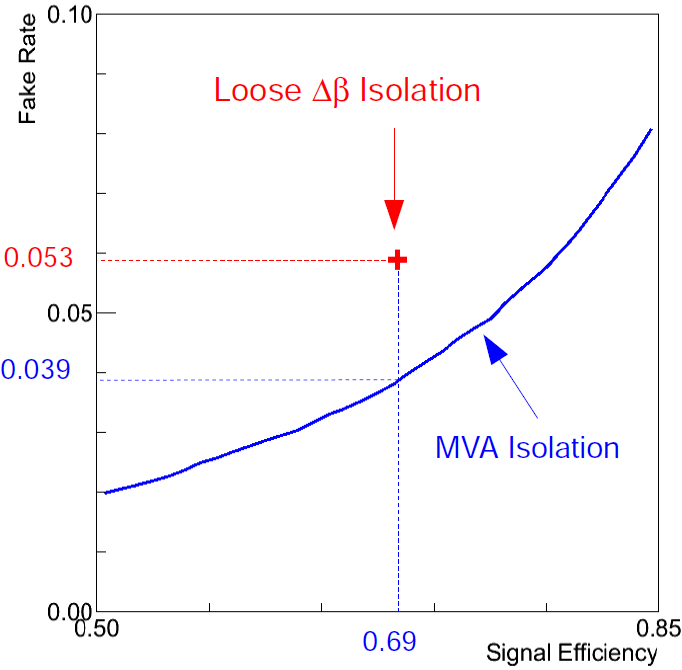 0.10
Fake Rate
Loose Δβ Isolation
0.053
0.05
0.039
MVA Isolation
0.00
0.50
0.69
0.85
Signal Efficiency